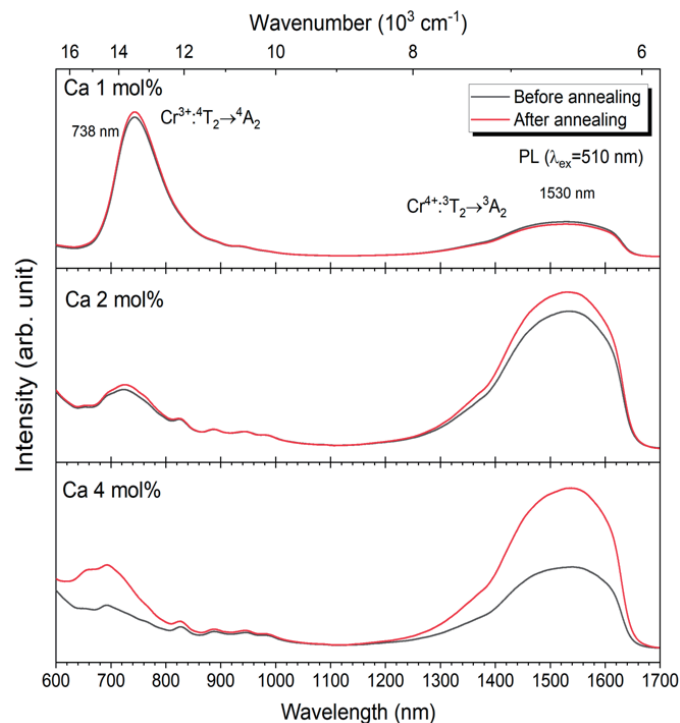 Wavenumber (10³ cm⁻¹)
16 14 12 10 8 6
Ca 1 mol%
738 nm
Cr³⁺:⁴T₂→⁴A₂
Before annealing
After annealing
PL (λₑₓ=510 nm)
1530 nm
Cr⁴⁺:³T₂→³A₂
Ca 2 mol%
Ca 4 mol%
Intensity (arb. unit)
600 700 800 900 1000 1100 1200 1300 1400 1500 1600 1700
Wavelength (nm)